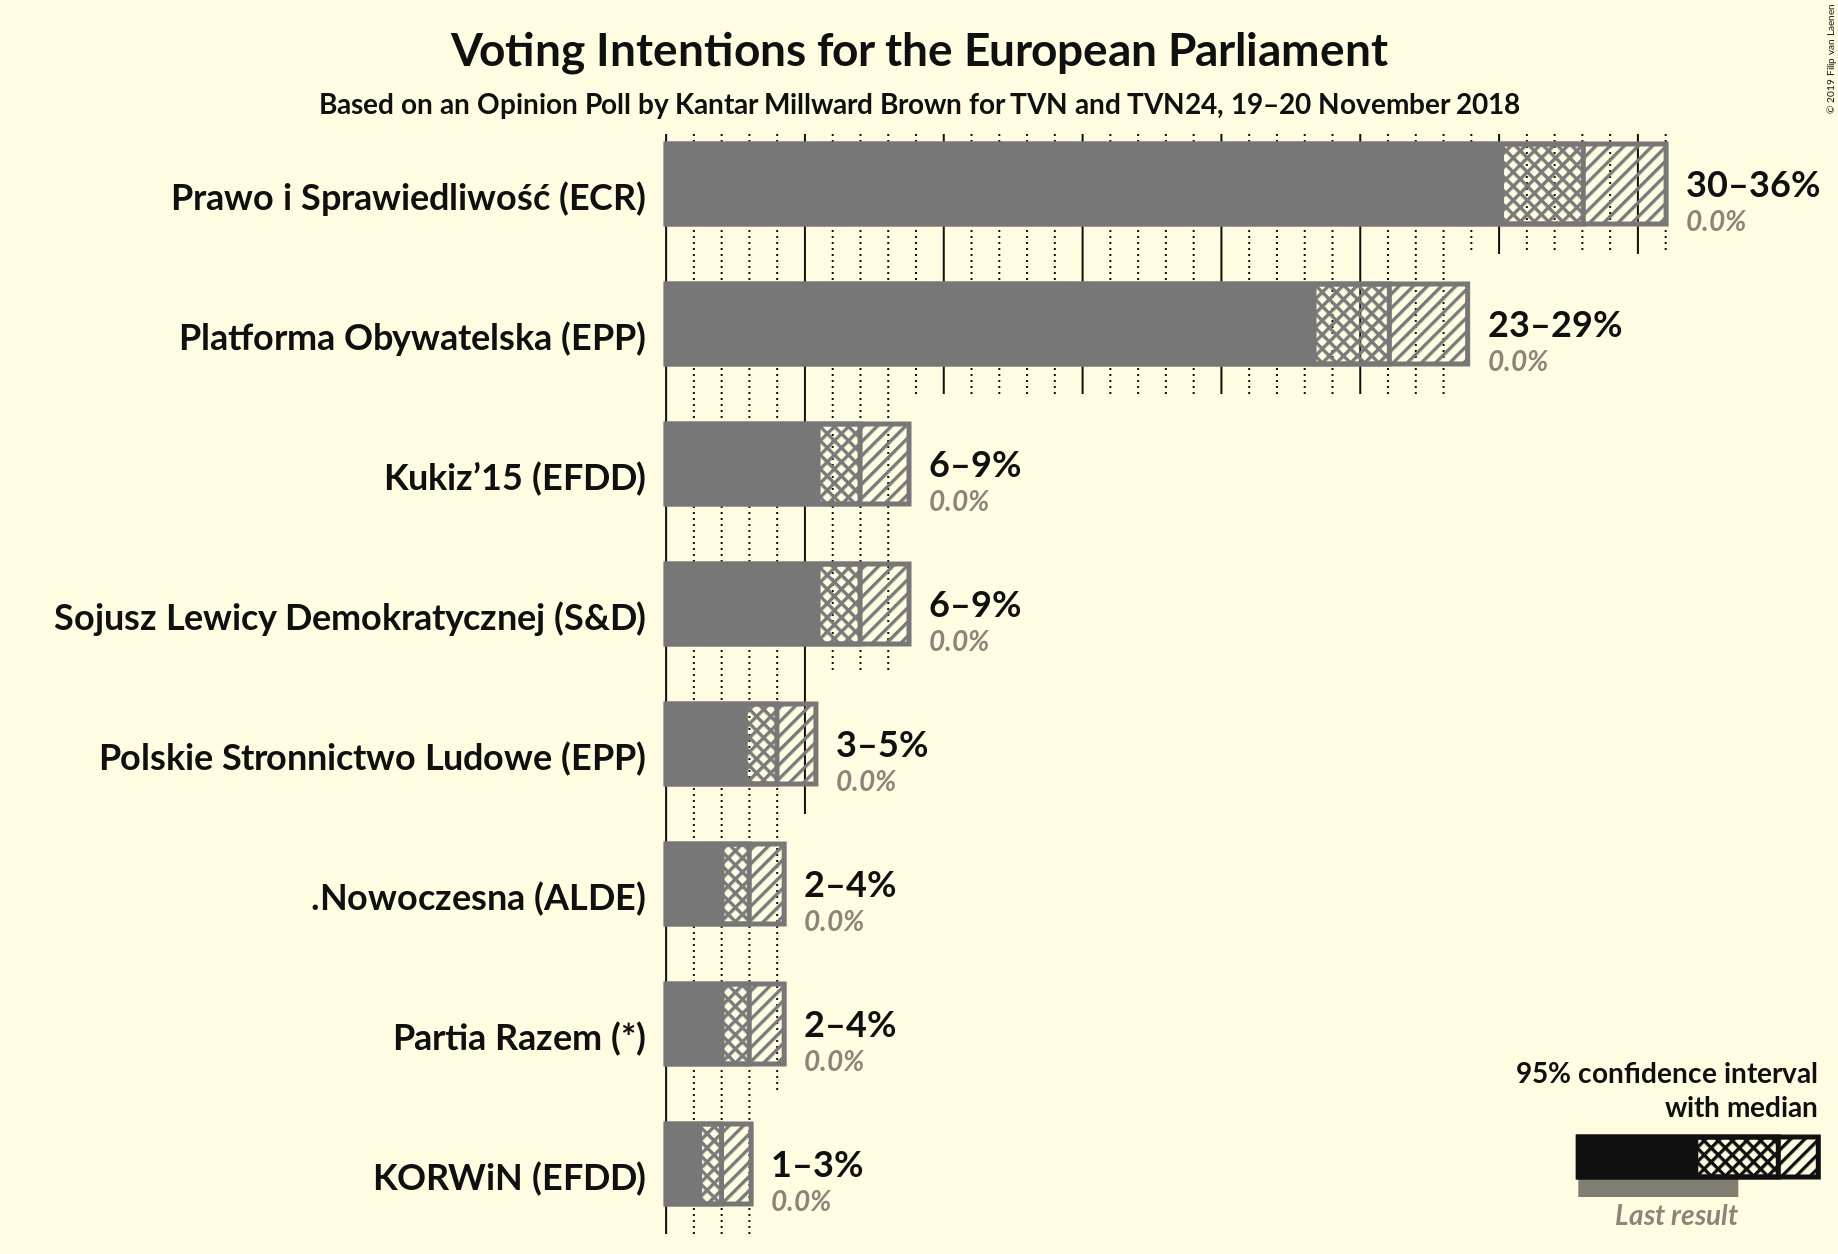 Voting Intentions for the European Parliament
Based on an Opinion Poll by Kantar Millward Brown for TVN and TVN24, 19–20 November 2018
© 2019 Filip van Laenen
Prawo i Sprawiedliwość (ECR)
30–36%
0.0%
Platforma Obywatelska (EPP)
23–29%
0.0%
Kukiz’15 (EFDD)
6–9%
0.0%
Sojusz Lewicy Demokratycznej (S&D)
6–9%
0.0%
Polskie Stronnictwo Ludowe (EPP)
3–5%
0.0%
.Nowoczesna (ALDE)
2–4%
0.0%
Partia Razem (*)
2–4%
0.0%
KORWiN (EFDD)
1–3%
0.0%
95% confidence interval
with median
Last result